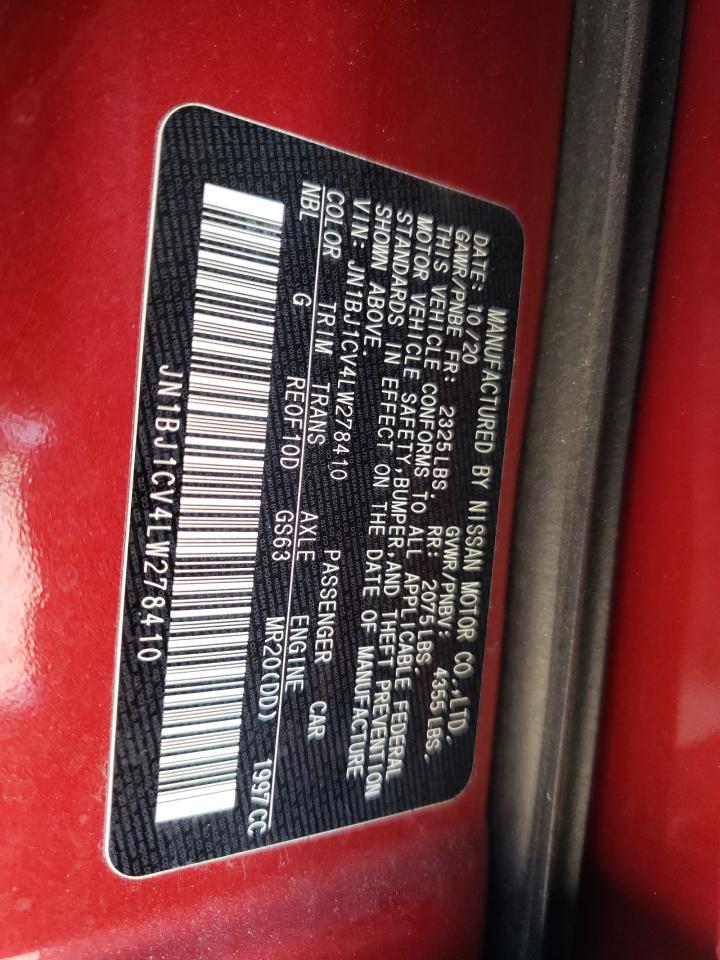 MANUFACTURED BY NISSAN MOTOR CO.,LTD.
DATE: 10/20 GVWR/PNBV: 4355 LBS,
GAWR/PNBE FR: 2325LBS, RR: 2075LBS,
THIS VEHICLE CONFORMS TO ALL APPLICABLE FEDERAL
MOTOR VEHICLE SAFETY,BUMPER,AND THEFT PREVENTION
STANDARDS IN EFFECT ON THE DATE OF MANUFACTURE
SHOWN ABOVE.
VIN: JN1BJ1CV4LW278410 PASSENGER CAR
COLOR TRIM TRANS AXLE ENGINE
NBL G RE0F10D GS63 MR20(DD) 1997CC
JN1BJ1CV4LW278410